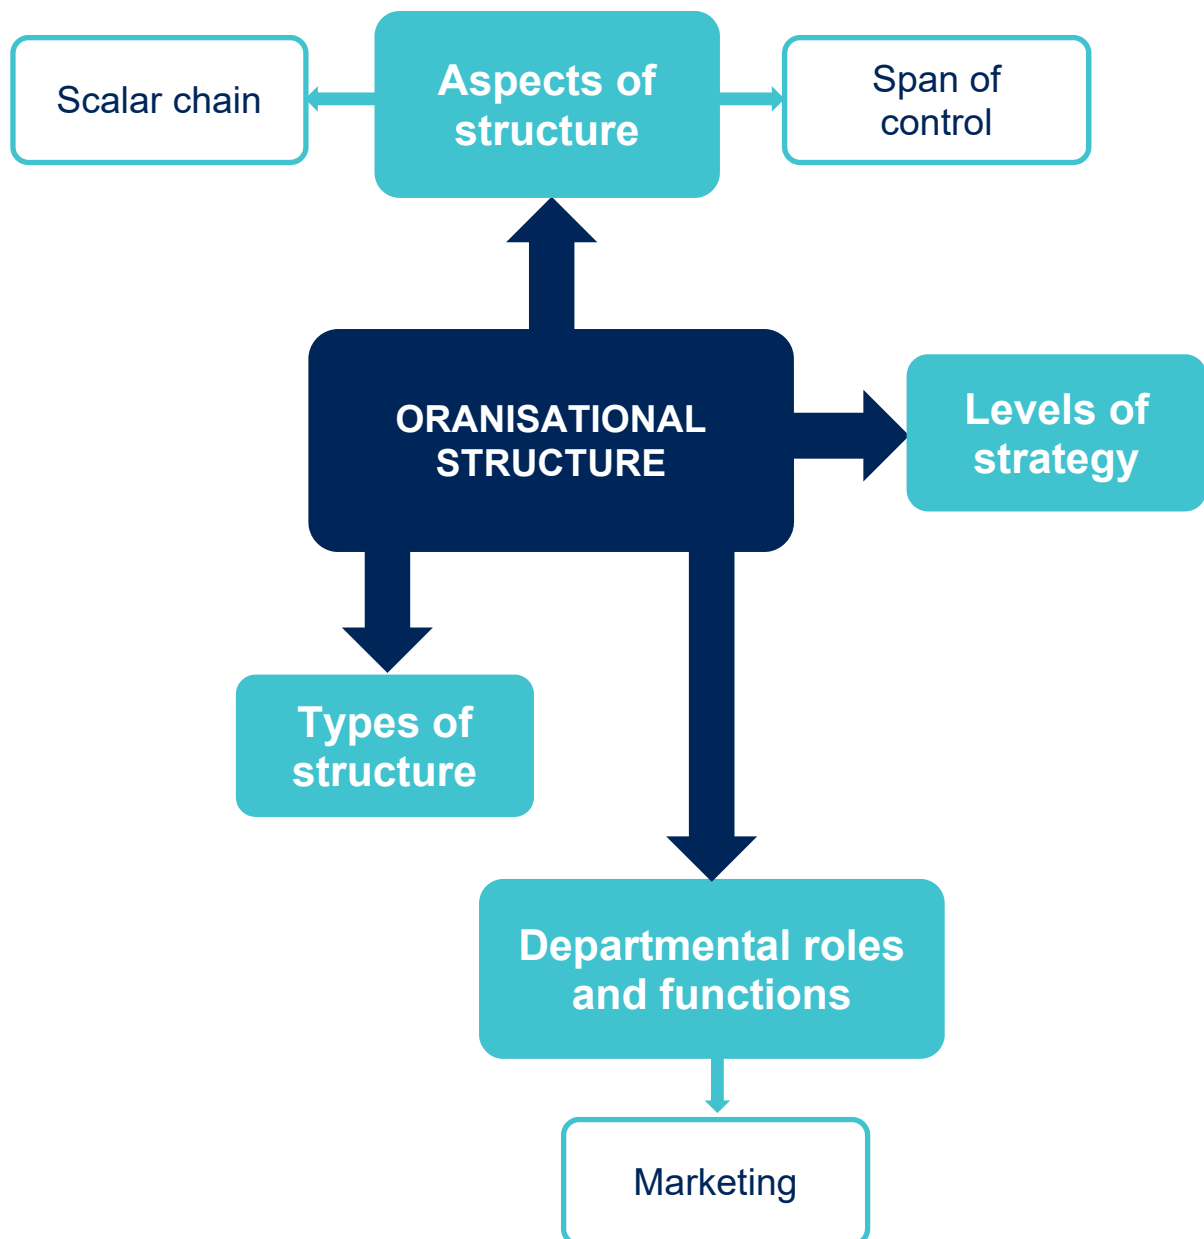 Scalar chain
Aspects of
structure
Span of
control
ORANISATIONAL
STRUCTURE
Levels of
strategy
Types of
structure
Departmental roles
and functions
Marketing